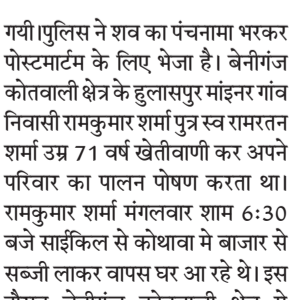 गयी।पुलिस ने शव का पंचनामा भरकर
पोस्टमार्टम के लिए भेजा है। बेनीगंज
कोतवाली क्षेत्र के हुलासपुर मांइनर गांव
निवासी रामकुमार शर्मा पुत्र स्व रामरतन
शर्मा उम्र 71 वर्ष खेतीवाणी कर अपने
परिवार का पालन पोषण करता था।
रामकुमार शर्मा मंगलवार शाम 6:30
बजे साईकिल से कोथावा मे बाजार से
सब्जी लाकर वापस घर आ रहे थे। इस